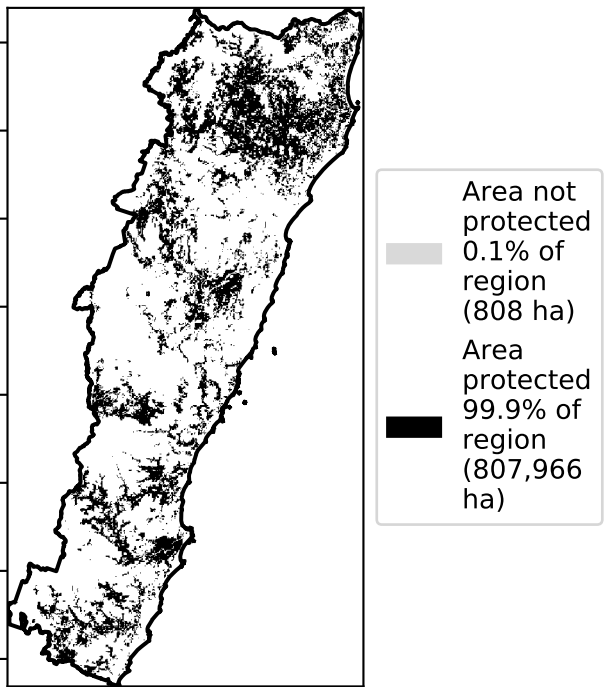 Area not
protected
0.1% of
region
(808 ha)
Area
protected
99.9% of
region
(807,966
ha)